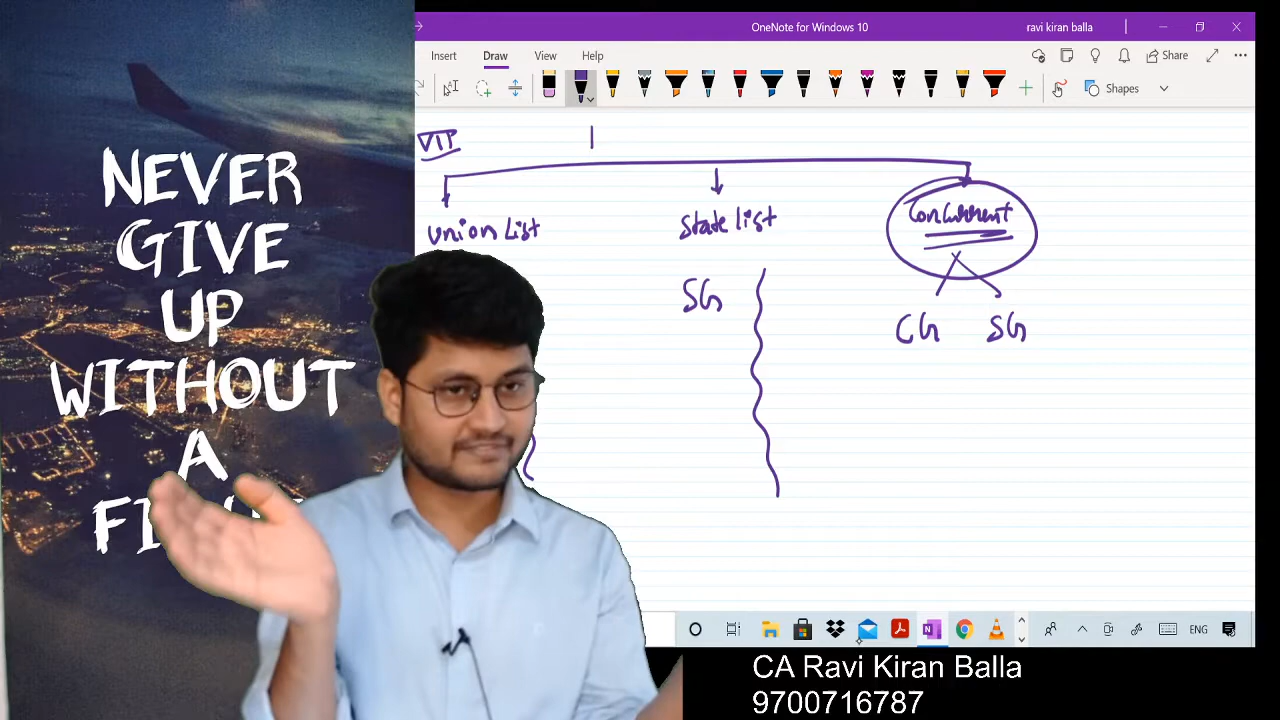 NEVER
GIVE
UP
WITHOUT
A
OneNote for Windows 10
ravi kiran balla
Insert
Draw
View
Help
Share
Shapes
VII
Union List
State list
Concurrent
SG
CG
SG
ENG
CA Ravi Kiran Balla
9700716787